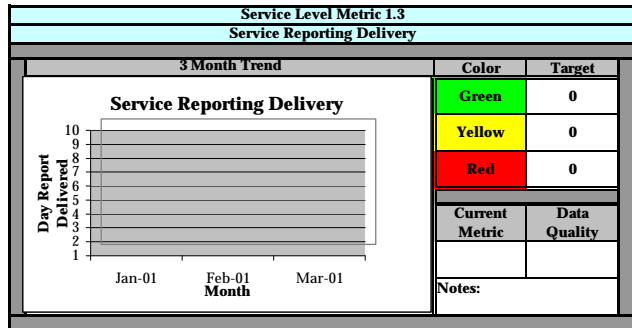 Service Level Metric 1.3
Service Reporting Delivery
3 Month Trend
Color
Target
Service Reporting Delivery
Green
0
Yellow
0
Red
0
Day Report
Delivered
10
9
8
7
6
5
4
3
2
1
Jan-01
Feb-01
Mar-01
Month
Current
Metric
Data
Quality
Notes: